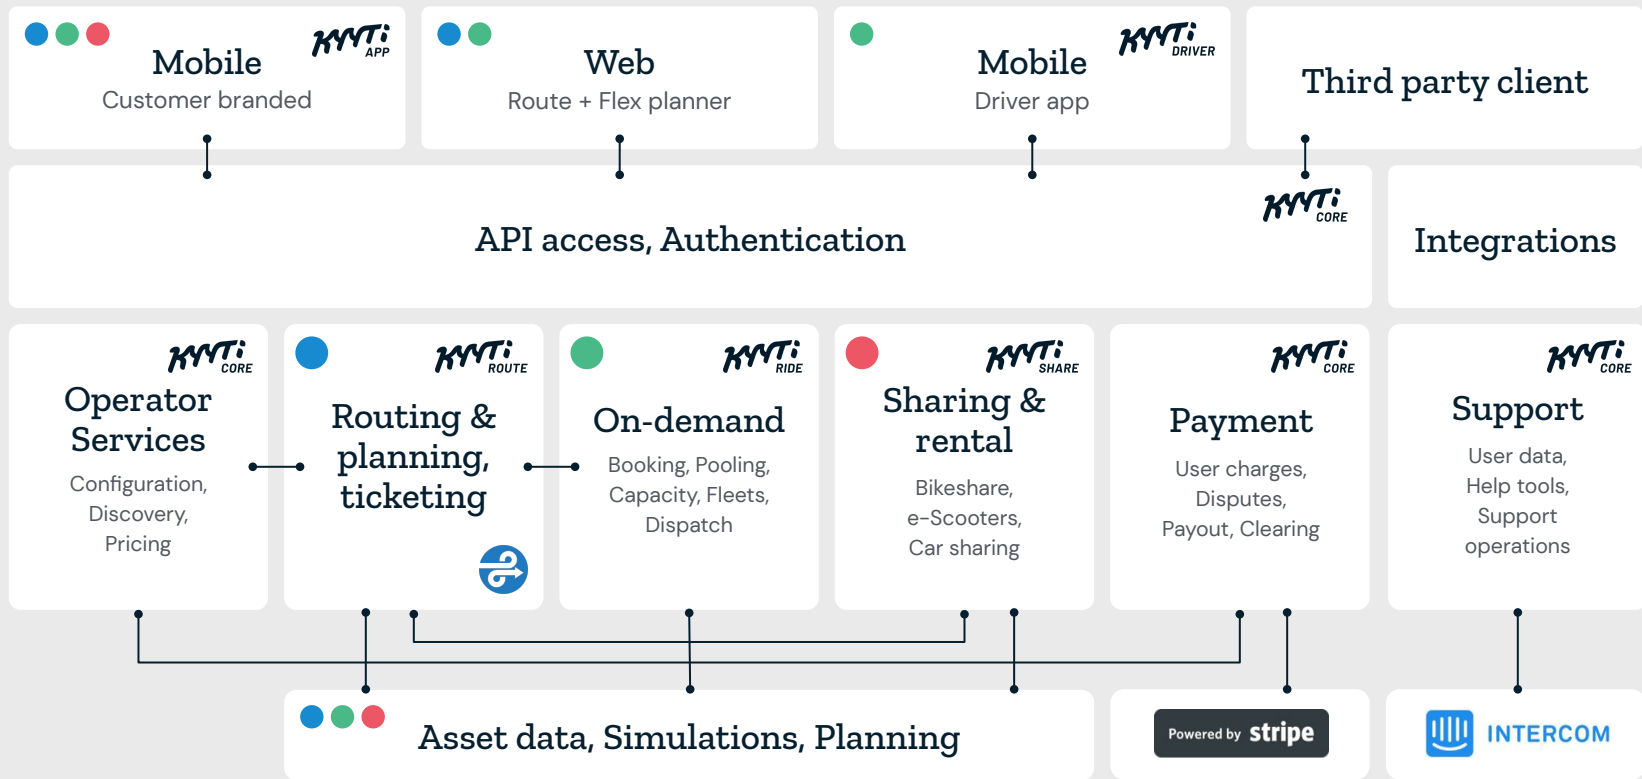 KYYTi
APP
Mobile
Customer branded
Web
Route + Flex planner
KYYTi
DRIVER
Mobile
Driver app
Third party client
KYYTi
CORE
API access, Authentication
Integrations
KYYTi
CORE
Operator
Services
Configuration,
Discovery,
Pricing
KYYTi
ROUTE
Routing &
planning,
ticketing
KYYTi
RIDE
On-demand
Booking, Pooling,
Capacity, Fleets,
Dispatch
KYYTi
SHARE
Sharing &
rental
Bikeshare,
e-Scooters,
Car sharing
KYYTi
CORE
Payment
User charges,
Disputes,
Payout, Clearing
KYYTi
CORE
Support
User data,
Help tools,
Support
operations
Asset data, Simulations, Planning
Powered by stripe
INTERCOM